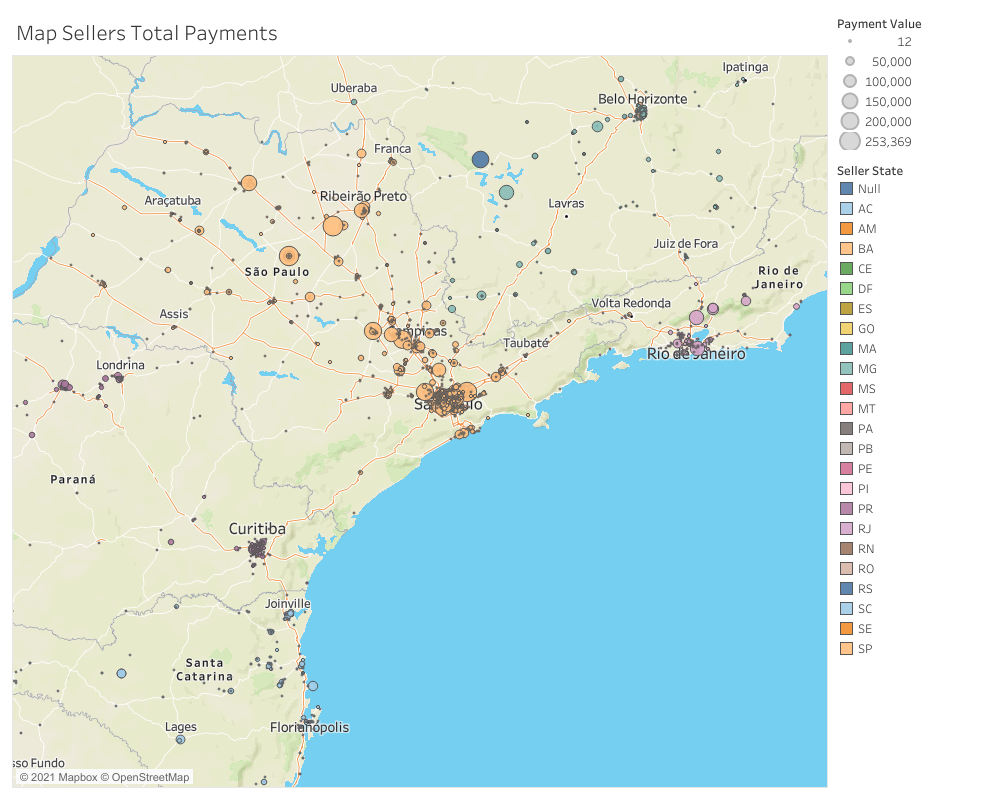 Map Sellers Total Payments
Payment Value
12
50,000
100,000
150,000
200,000
253,369
Seller State
Null
AC
AM
BA
CE
DF
ES
GO
MA
MG
MS
MT
PA
PB
PE
PI
PR
RJ
RN
RO
RS
SC
SE
SP
Ipatinga
Uberaba
Belo Horizonte
Franca
Ribeirão Preto
Araçatuba
Lavras
Juiz de Fora
São Paulo
Rio de
Janeiro
Volta Redonda
Assis
Taubaté
Rio de Janeiro
Londrina
Paraná
Curitiba
Joinville
Santa
Catarina
Lages
Florianópolis
sso Fundo
© 2021 Mapbox © OpenStreetMap